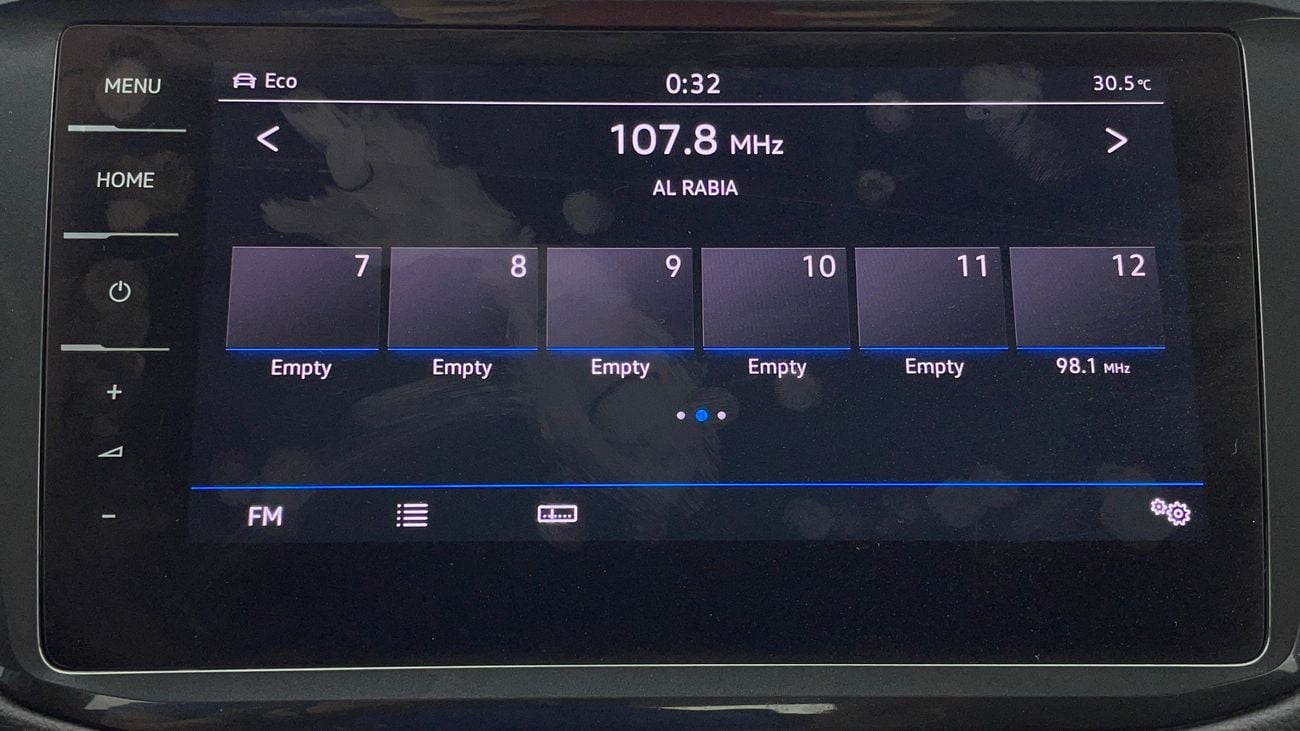 MENU
HOME
Eco
0:32
30.5°C
107.8 MHz
AL RABIA
7
8
9
10
11
12
Empty
Empty
Empty
Empty
Empty
98.1 MHz
FM